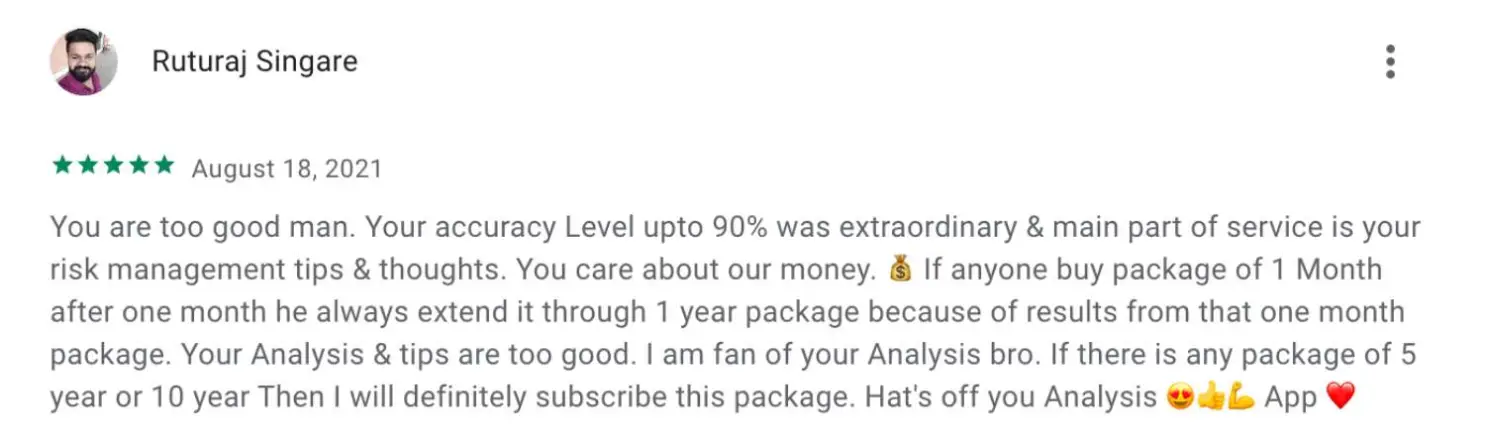 Ruturaj Singare
August 18, 2021
You are too good man. Your accuracy Level upto 90% was extraordinary & main part of service is your
risk management tips & thoughts. You care about our money. 💰 If anyone buy package of 1 Month
after one month he always extend it through 1 year package because of results from that one month
package. Your Analysis & tips are too good. I am fan of your Analysis bro. If there is any package of 5
year or 10 year Then I will definitely subscribe this package. Hat's off you Analysis 😍👍💪 App ❤️